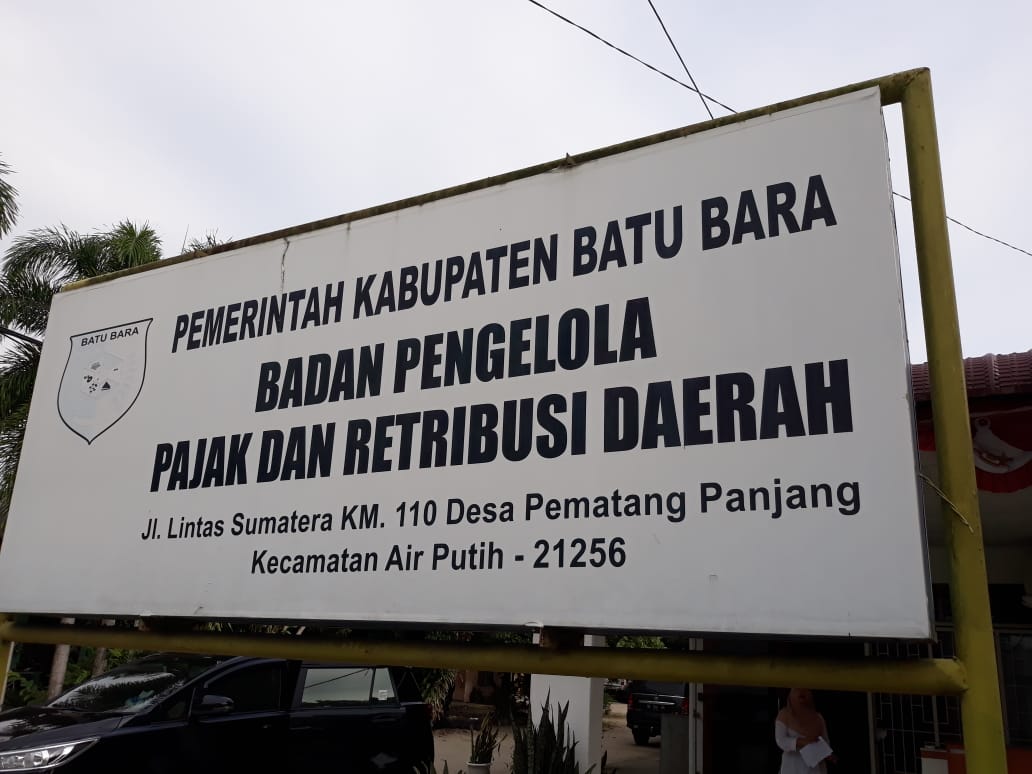 BATU BARA
PEMERINTAH KABUPATEN BATU BARA
BADAN PENGELOLA
PAJAK DAN RETRIBUSI DAERAH
Jl. Lintas Sumatera KM. 110 Desa Pematang Panjang
Kecamatan Air Putih - 21256